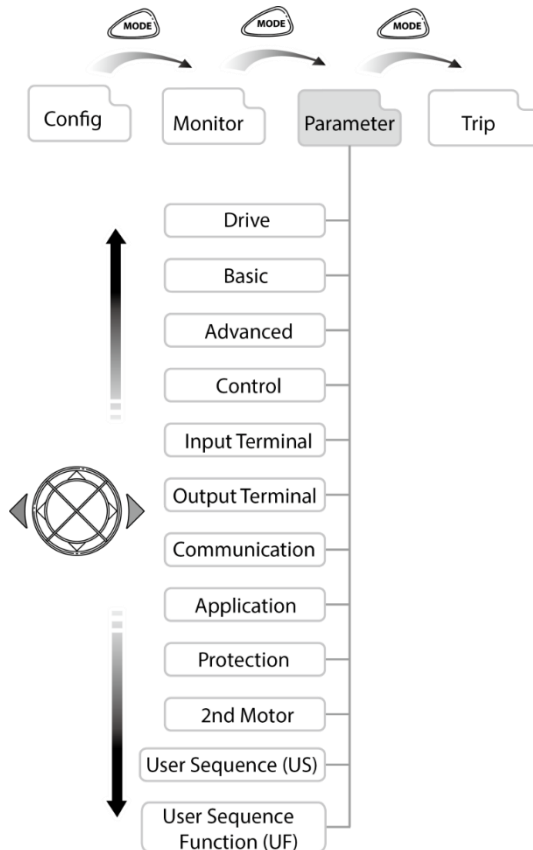 MODE MODE MODE
Config Monitor Parameter Trip
Drive
Basic
Advanced
Control
Input Terminal
Output Terminal
Communication
Application
Protection
2nd Motor
User Sequence (US)
User Sequence
Function (UF)